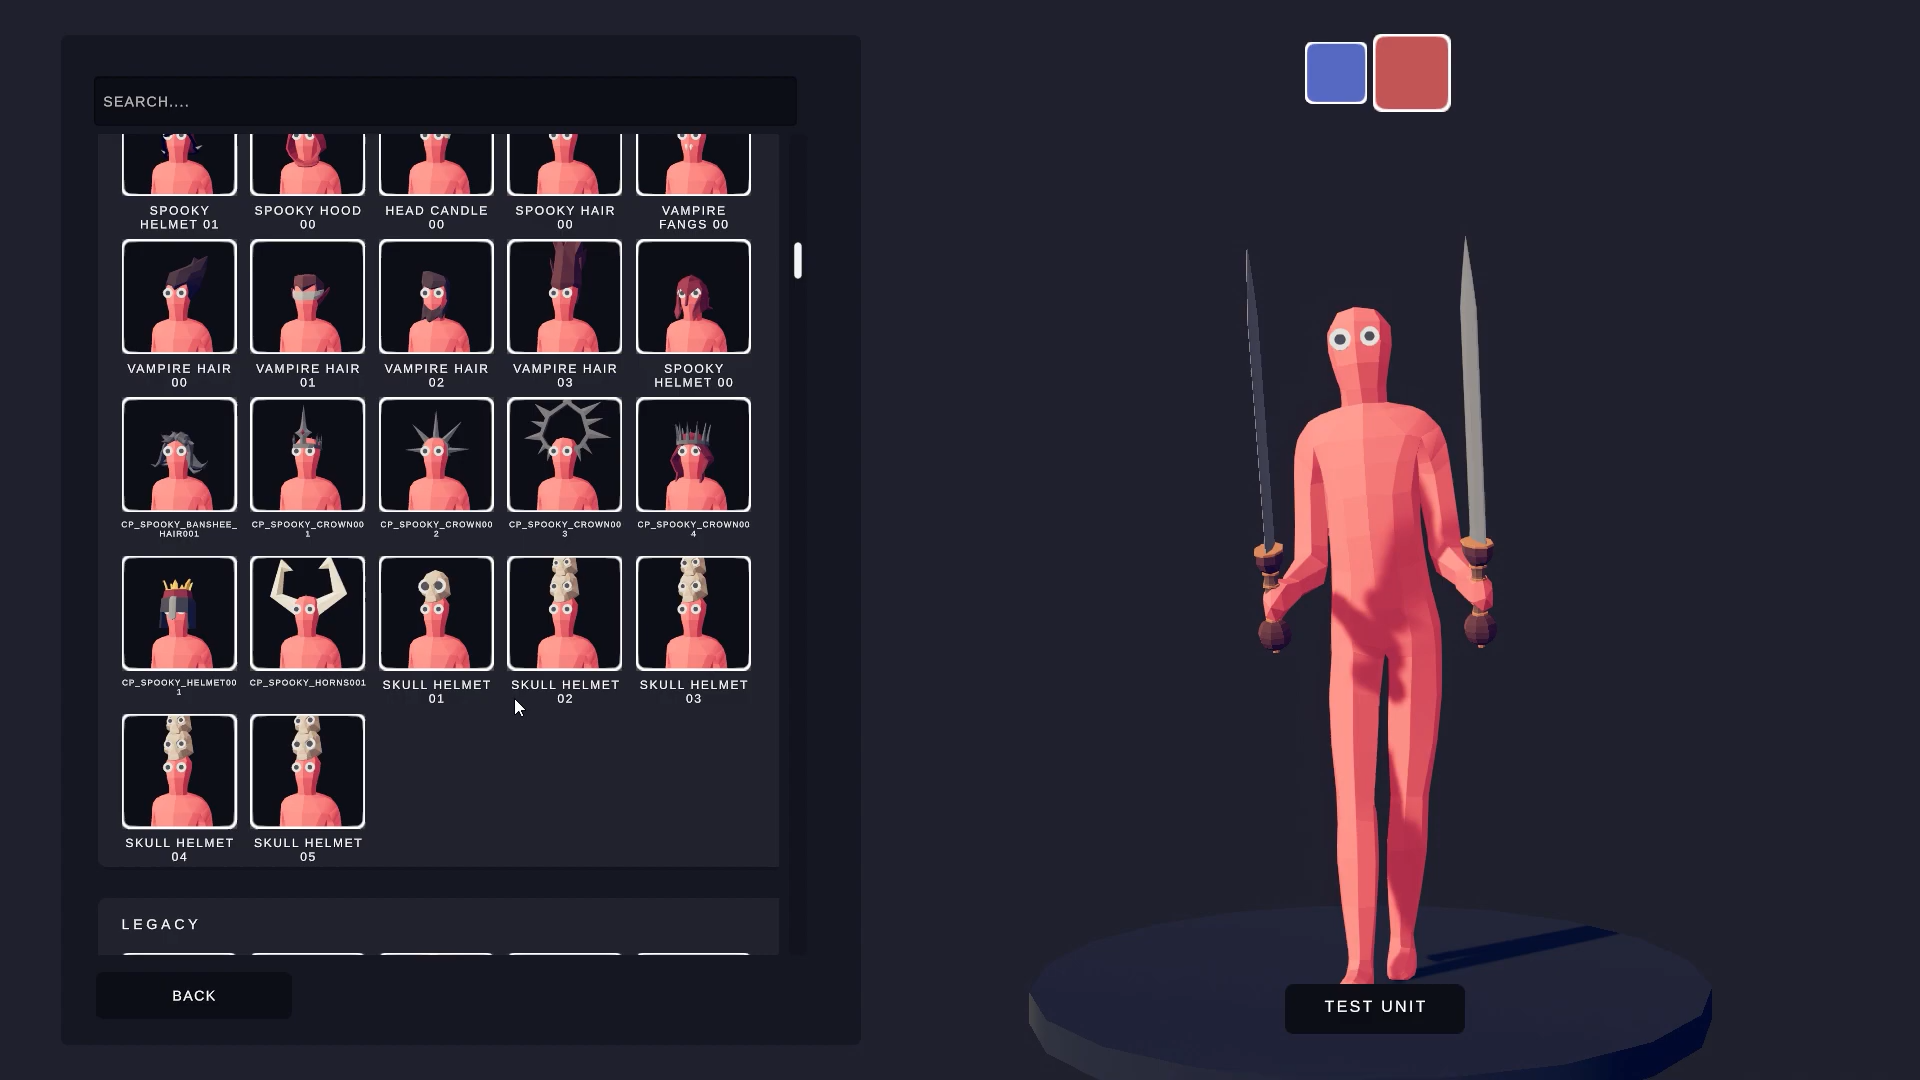 SEARCH....
SPOOKY
HELMET 01
SPOOKY HOOD
00
HEAD CANDLE
00
SPOOKY HAIR
00
VAMPIRE
FANGS 00
VAMPIRE HAIR
00
VAMPIRE HAIR
01
VAMPIRE HAIR
02
VAMPIRE HAIR
03
SPOOKY
HELMET 00
CP_SPOOKY_BANSHEE_
HAIR001
CP_SPOOKY_CROWN00
1
CP_SPOOKY_CROWN00
2
CP_SPOOKY_CROWN00
3
CP_SPOOKY_CROWN00
4
CP_SPOOKY_HELMET00
1
CP_SPOOKY_HORNS001
SKULL HELMET
01
SKULL HELMET
02
SKULL HELMET
03
SKULL HELMET
04
SKULL HELMET
05
LEGACY
BACK
TEST UNIT